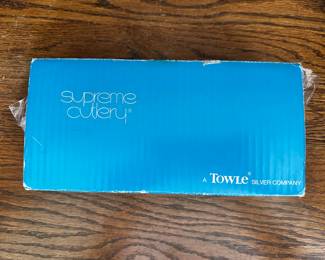 supreme
cutlery®
A TOWLE® SILVER COMPANY